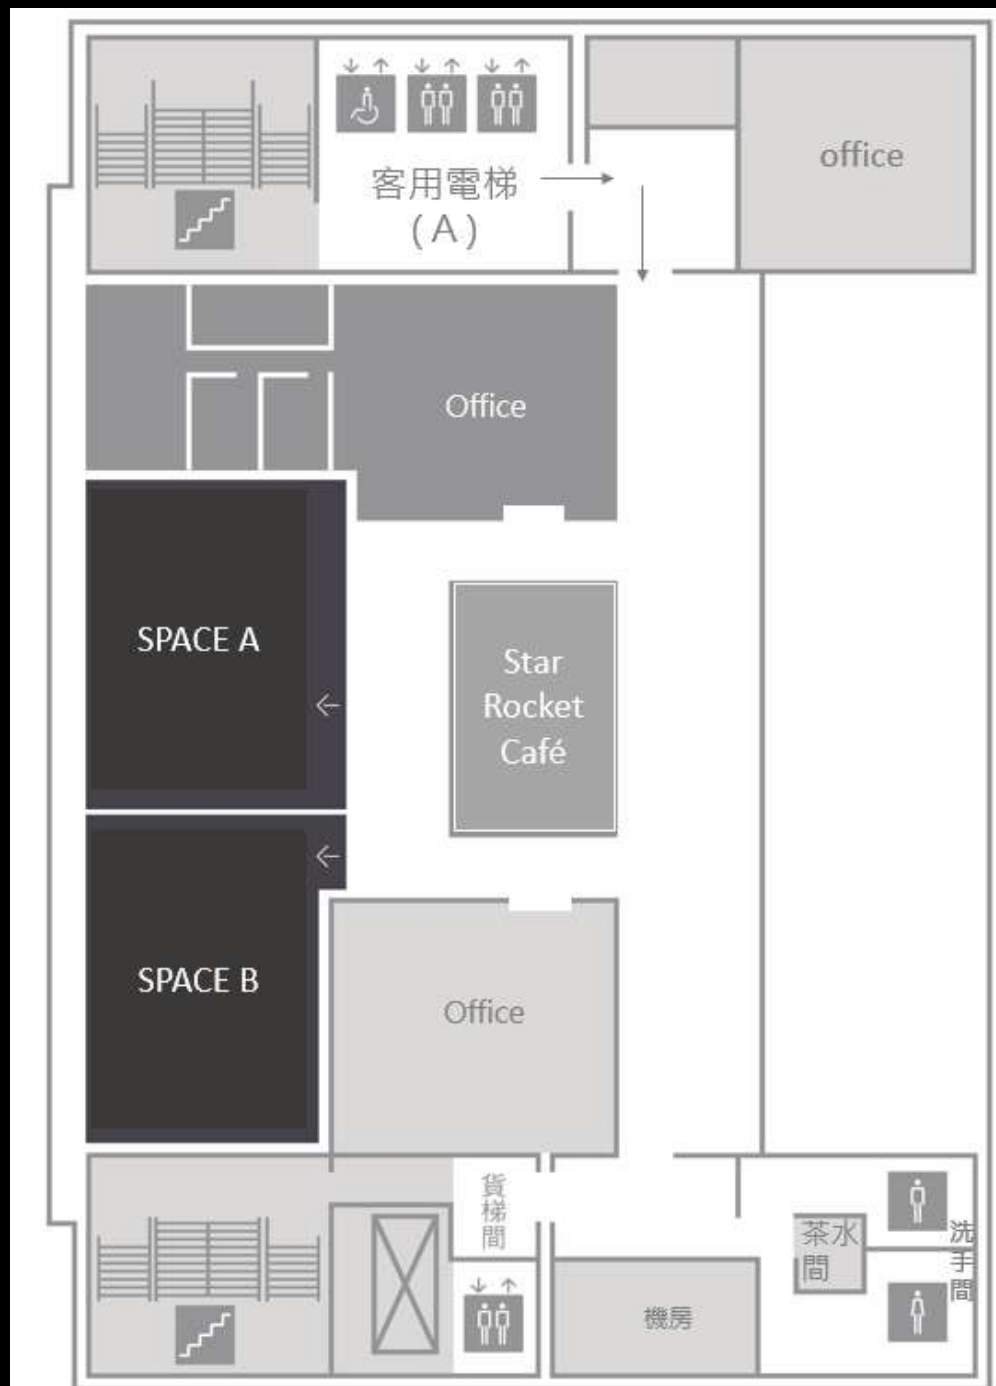 客用電梯
(A)
office
Office
SPACE A
Star
Rocket
Café
SPACE B
Office
貨
梯
間
茶水
間
洗
手
間
機房